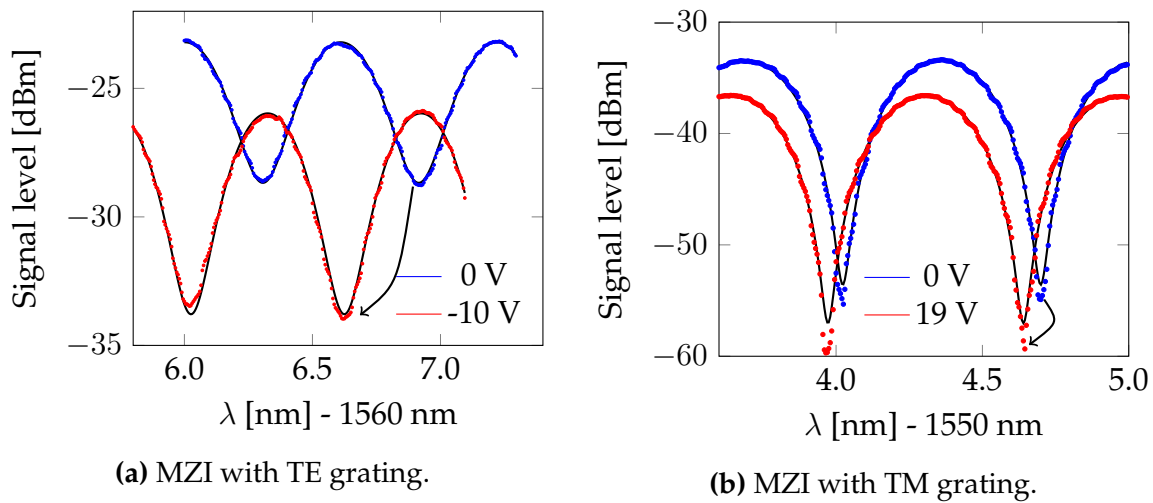 Signal level [dBm]
−25
−30
−35
6.0
6.6
7.0
0 V
-10 V
λ [nm] - 1560 nm
(a) MZI with TE grating.
Signal level [dBm]
−30
−40
−50
−60
4.0
4.5
5.0
0 V
19 V
λ [nm] - 1550 nm
(b) MZI with TM grating.